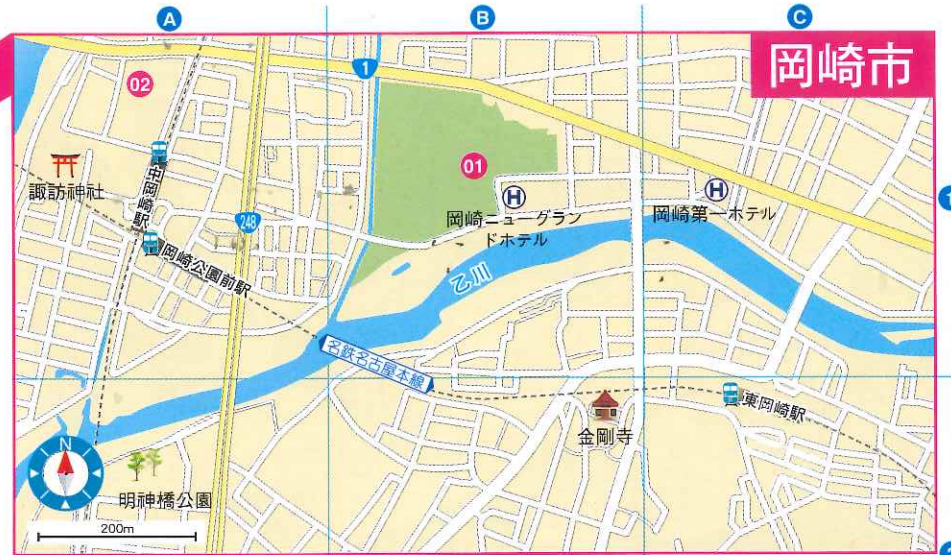 A
B
C
岡崎市
1
02
01
諏訪神社
中岡崎駅
248
H
岡崎ニューグラン
ドホテル
H
岡崎第一ホテル
1
岡崎公園前駅
乙川
名鉄名古屋本線
東岡崎駅
金剛寺
N
明神橋公園
200m